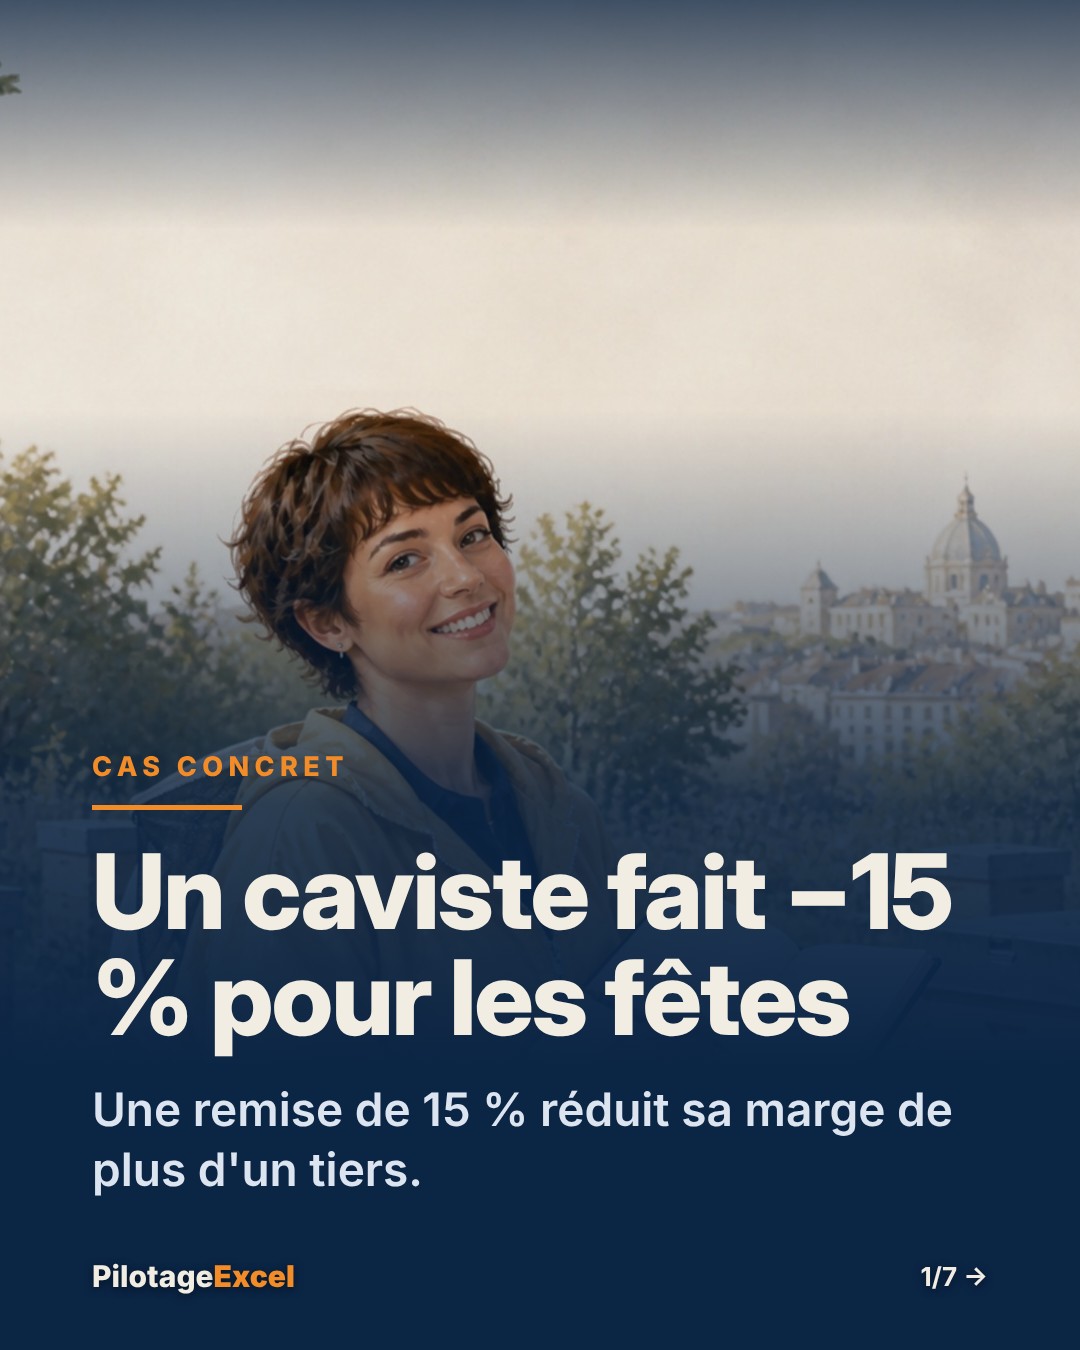 CAS CONCRET
Un caviste fait –15
% pour les fêtes
Une remise de 15 % réduit sa marge de
plus d'un tiers.
PilotageExcel
1/7 →